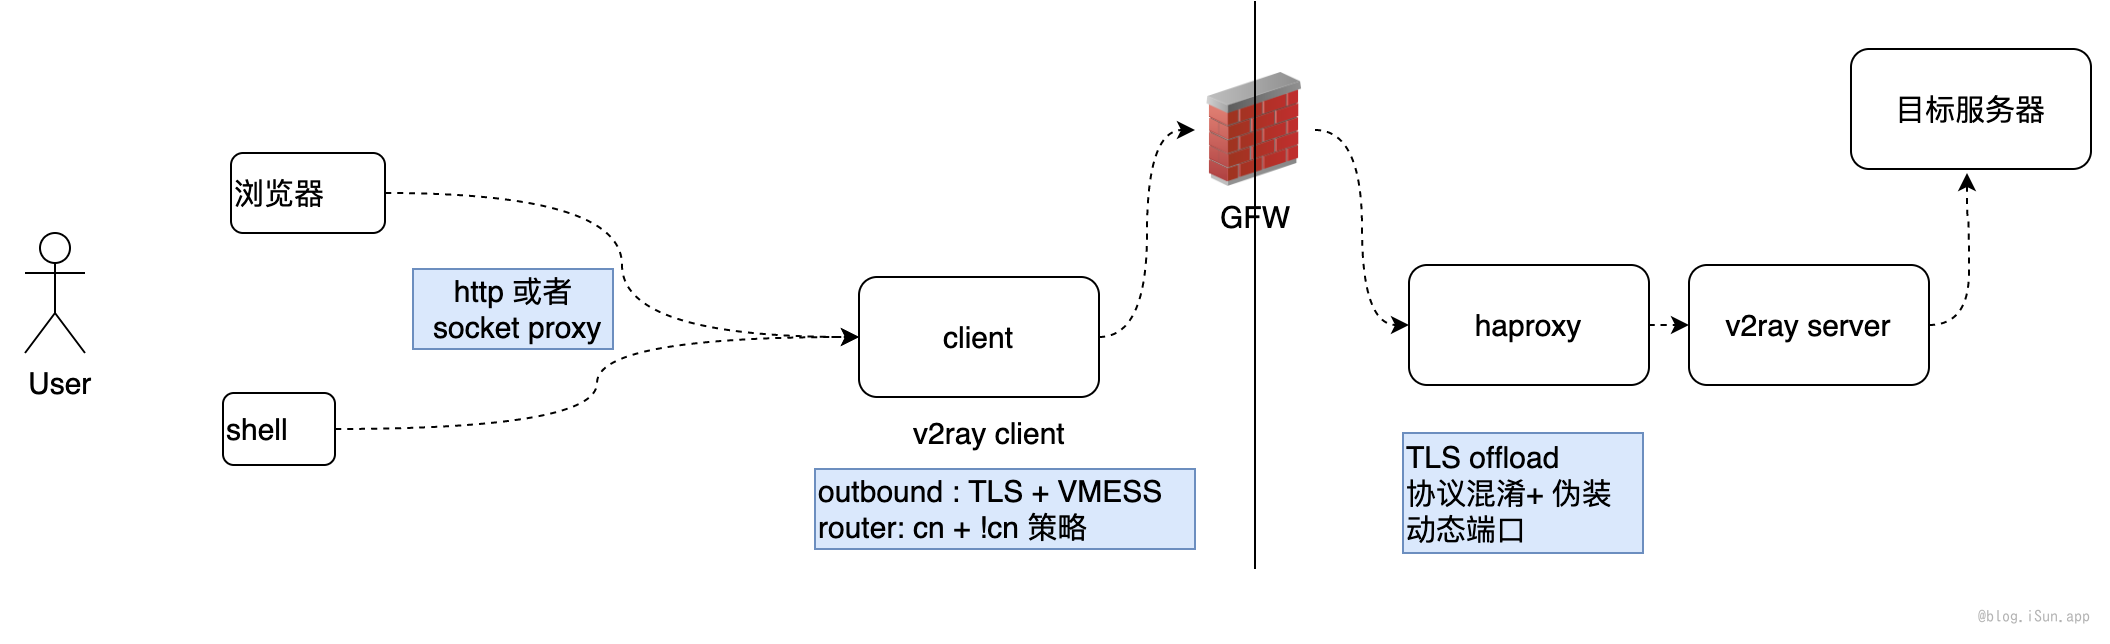 目标服务器
浏览器
GFW
http 或者
socket proxy
client
haproxy
v2ray server
User
shell
v2ray client
outbound : TLS + VMESS
router: cn + !cn 策略
TLS offload
协议混淆+ 伪装
动态端口
@blog.iSun.app